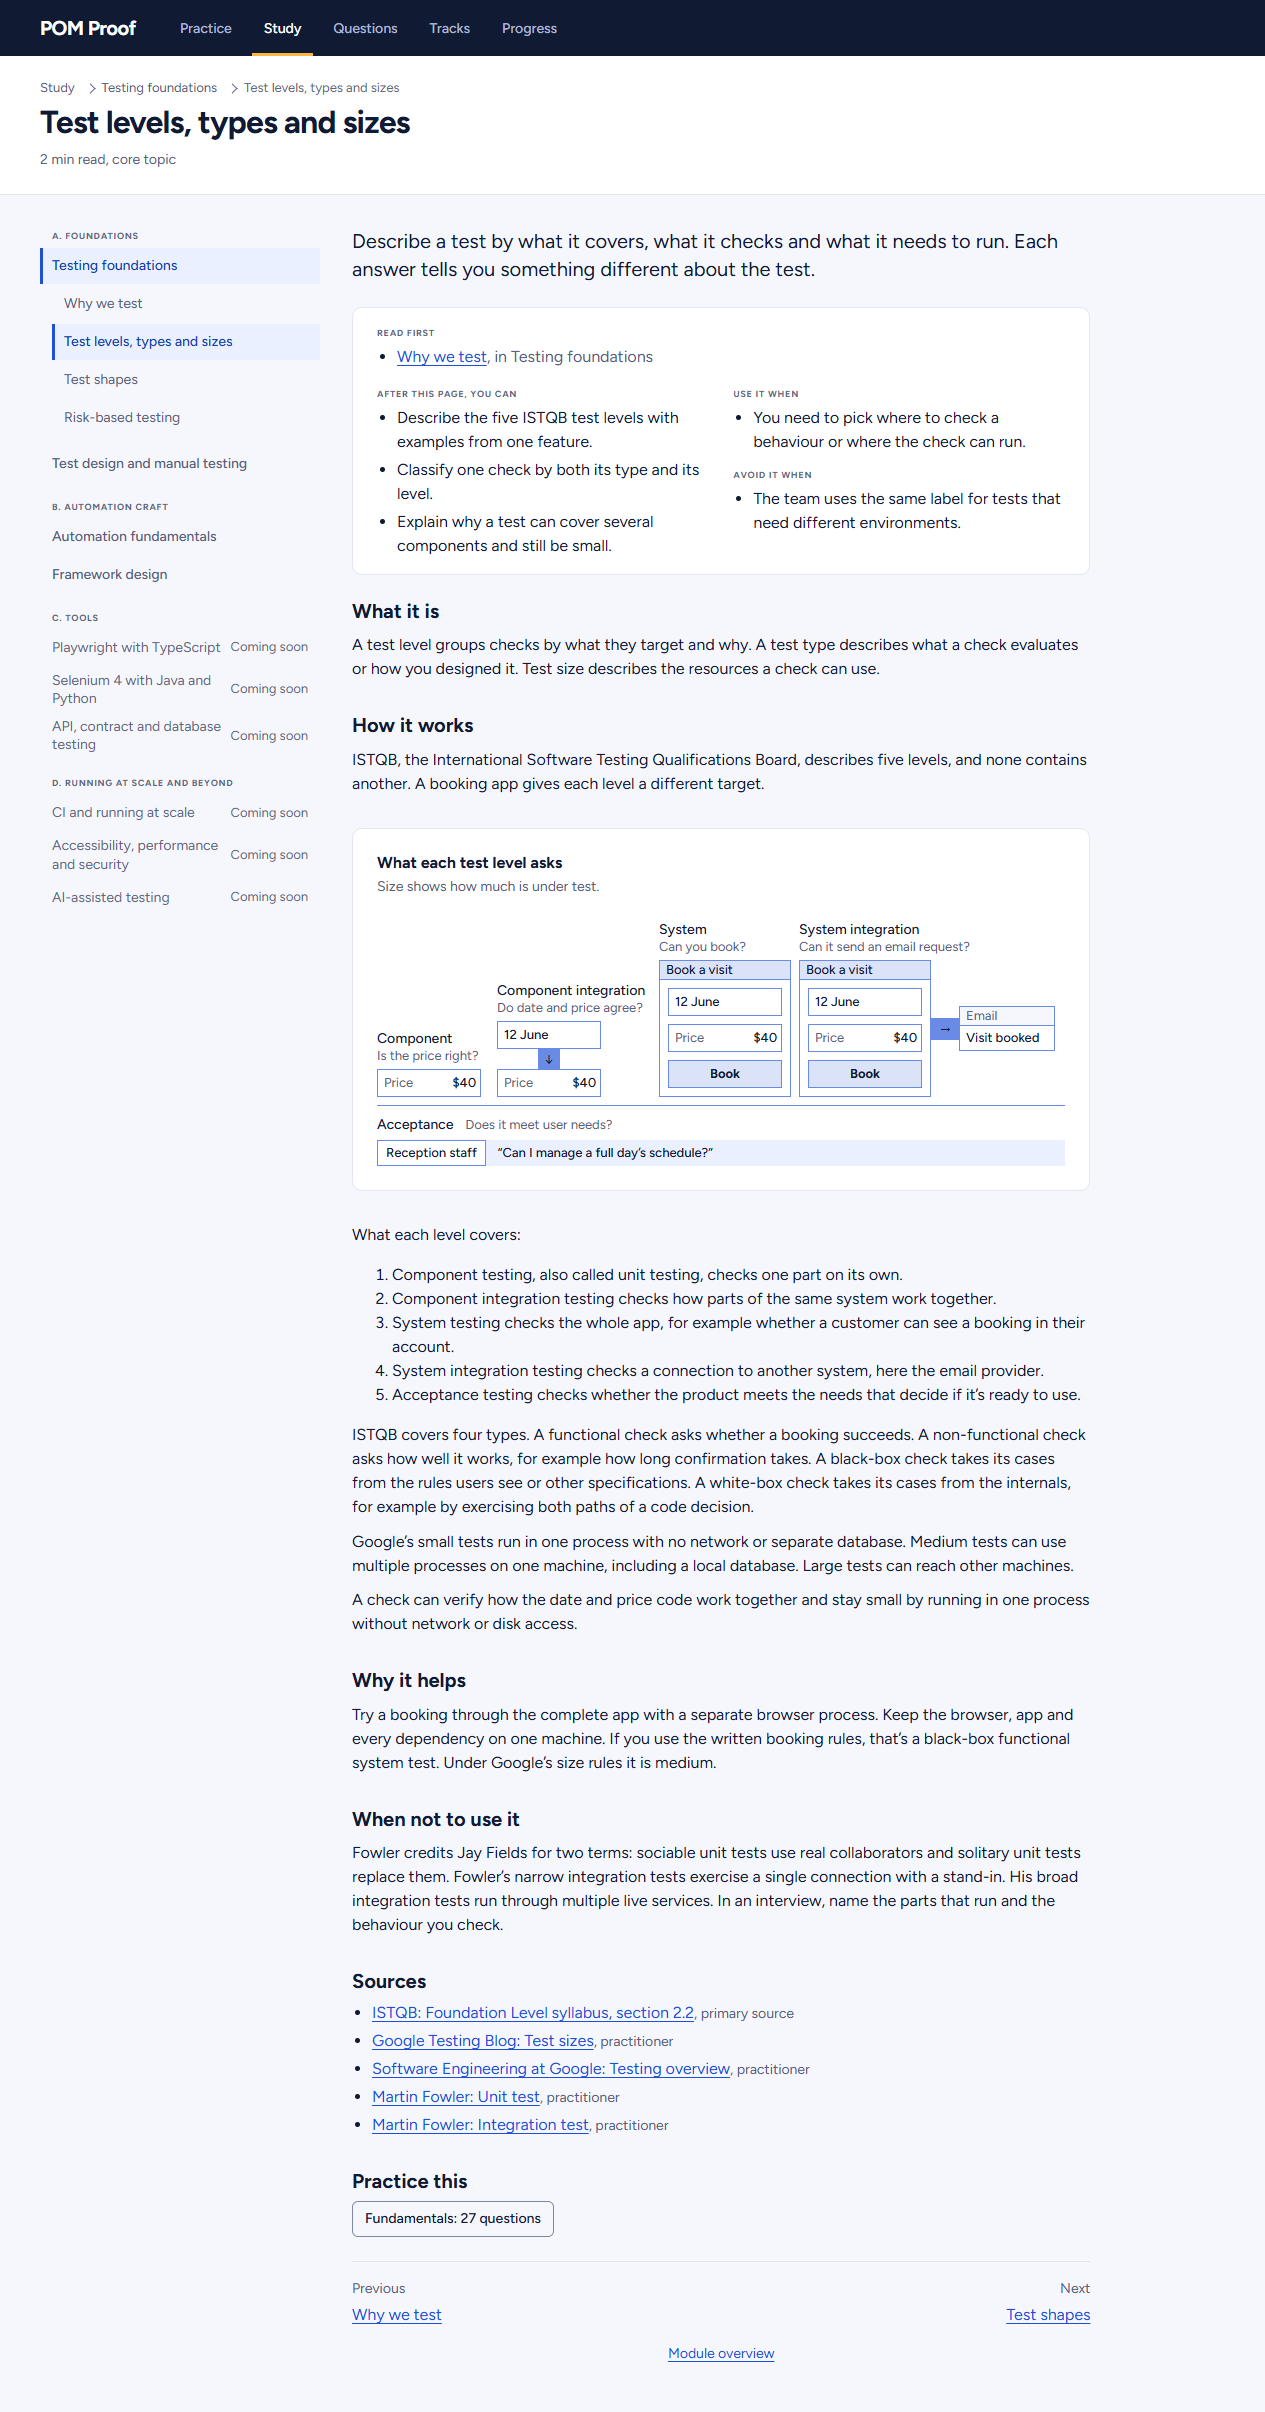 POM Proof
Practice
Study
Questions
Tracks
Progress
Study
Testing foundations
Test levels, types and sizes
Test levels, types and sizes
2 min read, core topic
A. FOUNDATIONS
Testing foundations
Why we test
Test levels, types and sizes
Test shapes
Risk-based testing
Test design and manual testing
B. AUTOMATION CRAFT
Automation fundamentals
Framework design
C. TOOLS
Playwright with TypeScript
Coming soon
Selenium 4 with Java and
Python
Coming soon
API, contract and database
testing
Coming soon
D. RUNNING AT SCALE AND BEYOND
CI and running at scale
Coming soon
Accessibility, performance
and security
Coming soon
AI-assisted testing
Coming soon
Describe a test by what it covers, what it checks and what it needs to run. Each
answer tells you something different about the test.
READ FIRST
• Why we test, in Testing foundations
AFTER THIS PAGE, YOU CAN
• Describe the five ISTQB test levels with
examples from one feature.
• Classify one check by both its type and its
level.
• Explain why a test can cover several
components and still be small.
USE IT WHEN
• You need to pick where to check a
behaviour or where the check can run.
AVOID IT WHEN
• The team uses the same label for tests that
need different environments.
What it is
A test level groups checks by what they target and why. A test type describes what a check evaluates
or how you designed it. Test size describes the resources a check can use.
How it works
ISTQB, the International Software Testing Qualifications Board, describes five levels, and none contains
another. A booking app gives each level a different target.
What each test level asks
Size shows how much is under test.
Component
Is the price right?
Price $40
Component integration
Do date and price agree?
12 June
↓
Price $40
System
Can you book?
Book a visit
12 June
Price $40
Book
System integration
Can it send an email request?
Book a visit
12 June
Price $40
Book
→
Email
Visit booked
Acceptance Does it meet user needs?
Reception staff “Can I manage a full day’s schedule?”
What each level covers:
1. Component testing, also called unit testing, checks one part on its own.
2. Component integration testing checks how parts of the same system work together.
3. System testing checks the whole app, for example whether a customer can see a booking in their
account.
4. System integration testing checks a connection to another system, here the email provider.
5. Acceptance testing checks whether the product meets the needs that decide if it’s ready to use.
ISTQB covers four types. A functional check asks whether a booking succeeds. A non-functional check
asks how well it works, for example how long confirmation takes. A black-box check takes its cases
from the rules users see or other specifications. A white-box check takes its cases from the internals,
for example by exercising both paths of a code decision.
Google’s small tests run in one process with no network or separate database. Medium tests can use
multiple processes on one machine, including a local database. Large tests can reach other machines.
A check can verify how the date and price code work together and stay small by running in one process
without network or disk access.
Why it helps
Try a booking through the complete app with a separate browser process. Keep the browser, app and
every dependency on one machine. If you use the written booking rules, that’s a black-box functional
system test. Under Google’s size rules it is medium.
When not to use it
Fowler credits Jay Fields for two terms: sociable unit tests use real collaborators and solitary unit tests
replace them. Fowler’s narrow integration tests exercise a single connection with a stand-in. His broad
integration tests run through multiple live services. In an interview, name the parts that run and the
behaviour you check.
Sources
• ISTQB: Foundation Level syllabus, section 2.2, primary source
• Google Testing Blog: Test sizes, practitioner
• Software Engineering at Google: Testing overview, practitioner
• Martin Fowler: Unit test, practitioner
• Martin Fowler: Integration test, practitioner
Practice this
Fundamentals: 27 questions
Previous
Why we test
Next
Test shapes
Module overview